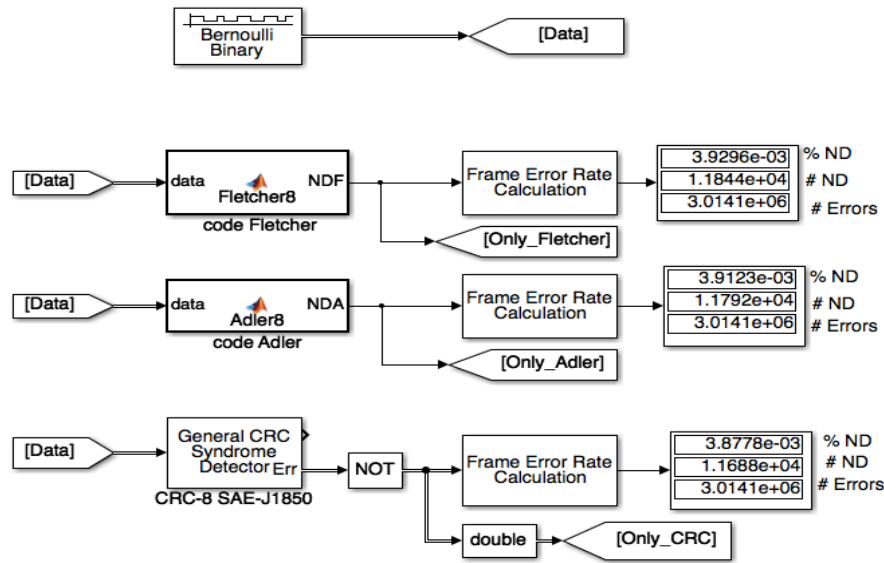 Bernoulli
Binary
[Data]
[Data]
data
Fletcher8
NDF
code Fletcher
Frame Error Rate
Calculation
3.9296e-03
1.1844e+04
3.0141e+06
% ND
# ND
# Errors
[Only_Fletcher]
[Data]
data
Adler8
NDA
code Adler
Frame Error Rate
Calculation
3.9123e-03
1.1792e+04
3.0141e+06
% ND
# ND
# Errors
[Only_Adler]
[Data]
General CRC
Syndrome
Detector
Err
CRC-8 SAE-J1850
NOT
Frame Error Rate
Calculation
3.8778e-03
1.1688e+04
3.0141e+06
% ND
# ND
# Errors
double
[Only_CRC]